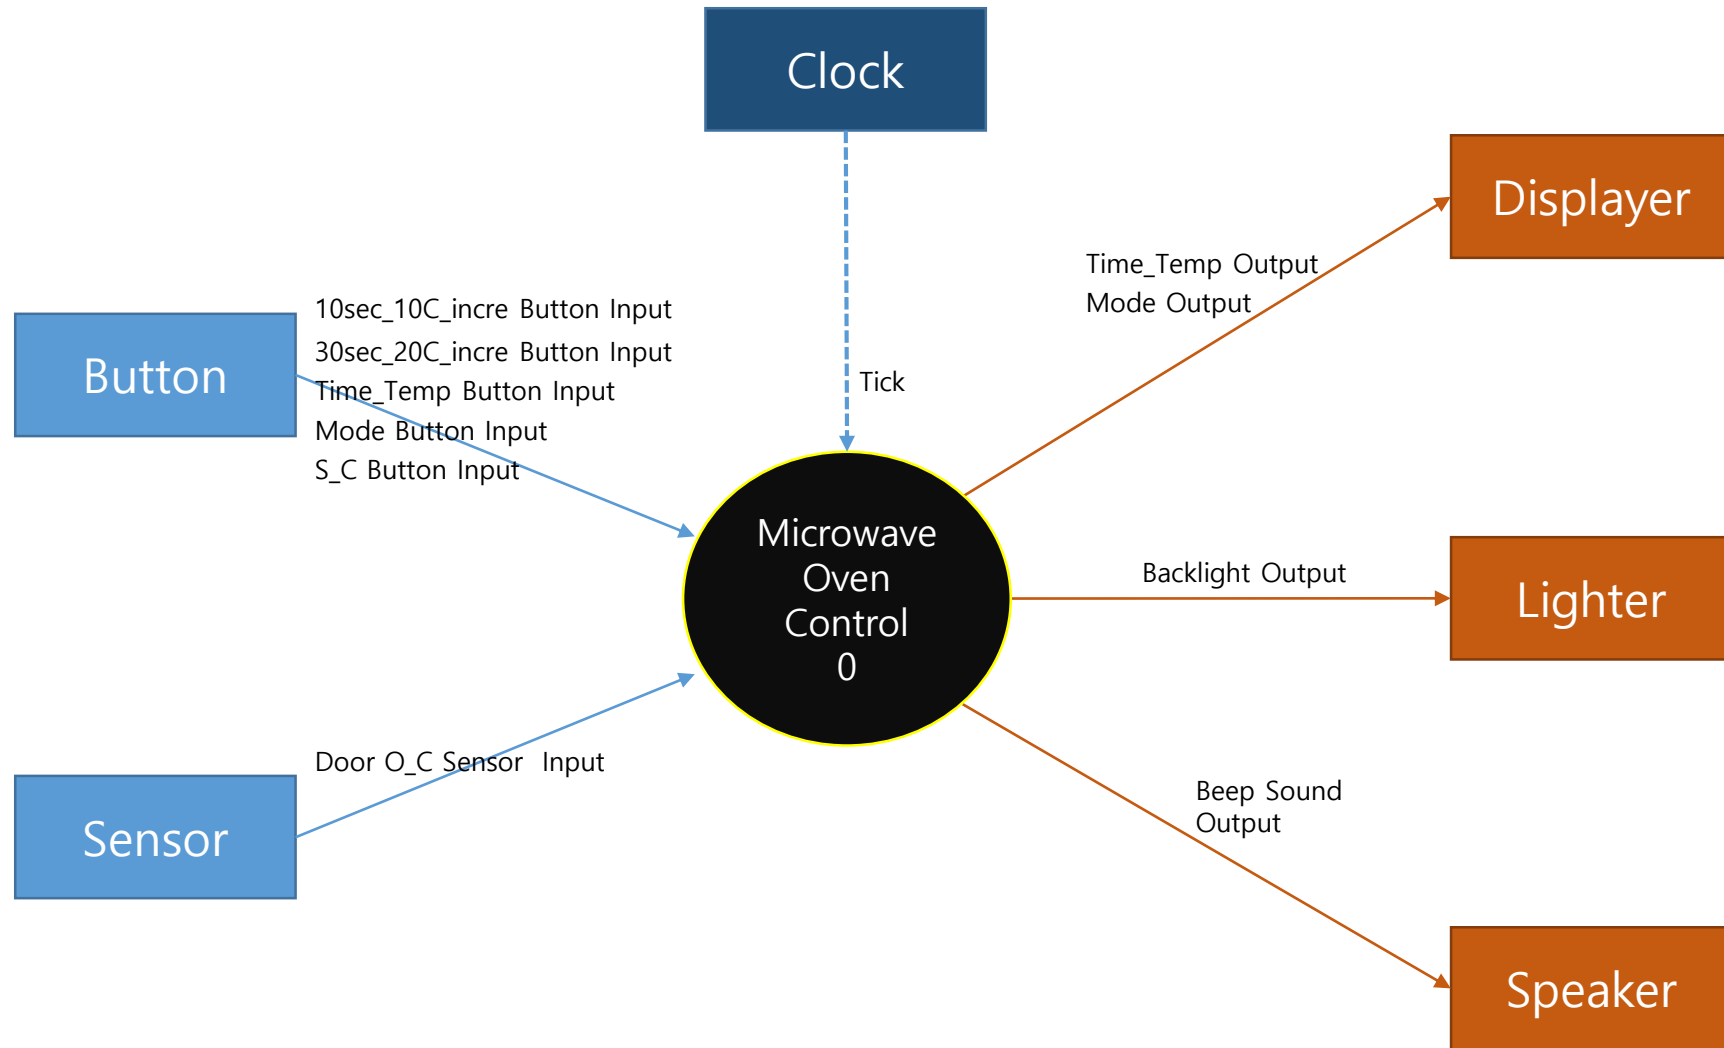 Clock
Displayer
Time_Temp Output
Mode Output
10sec_10C_incre Button Input
30sec_20C_incre Button Input
Time_Temp Button Input
Mode Button Input
S_C Button Input
Button
Tick
Microwave
Oven
Control
0
Backlight Output
Lighter
Door O_C Sensor Input
Sensor
Beep Sound
Output
Speaker